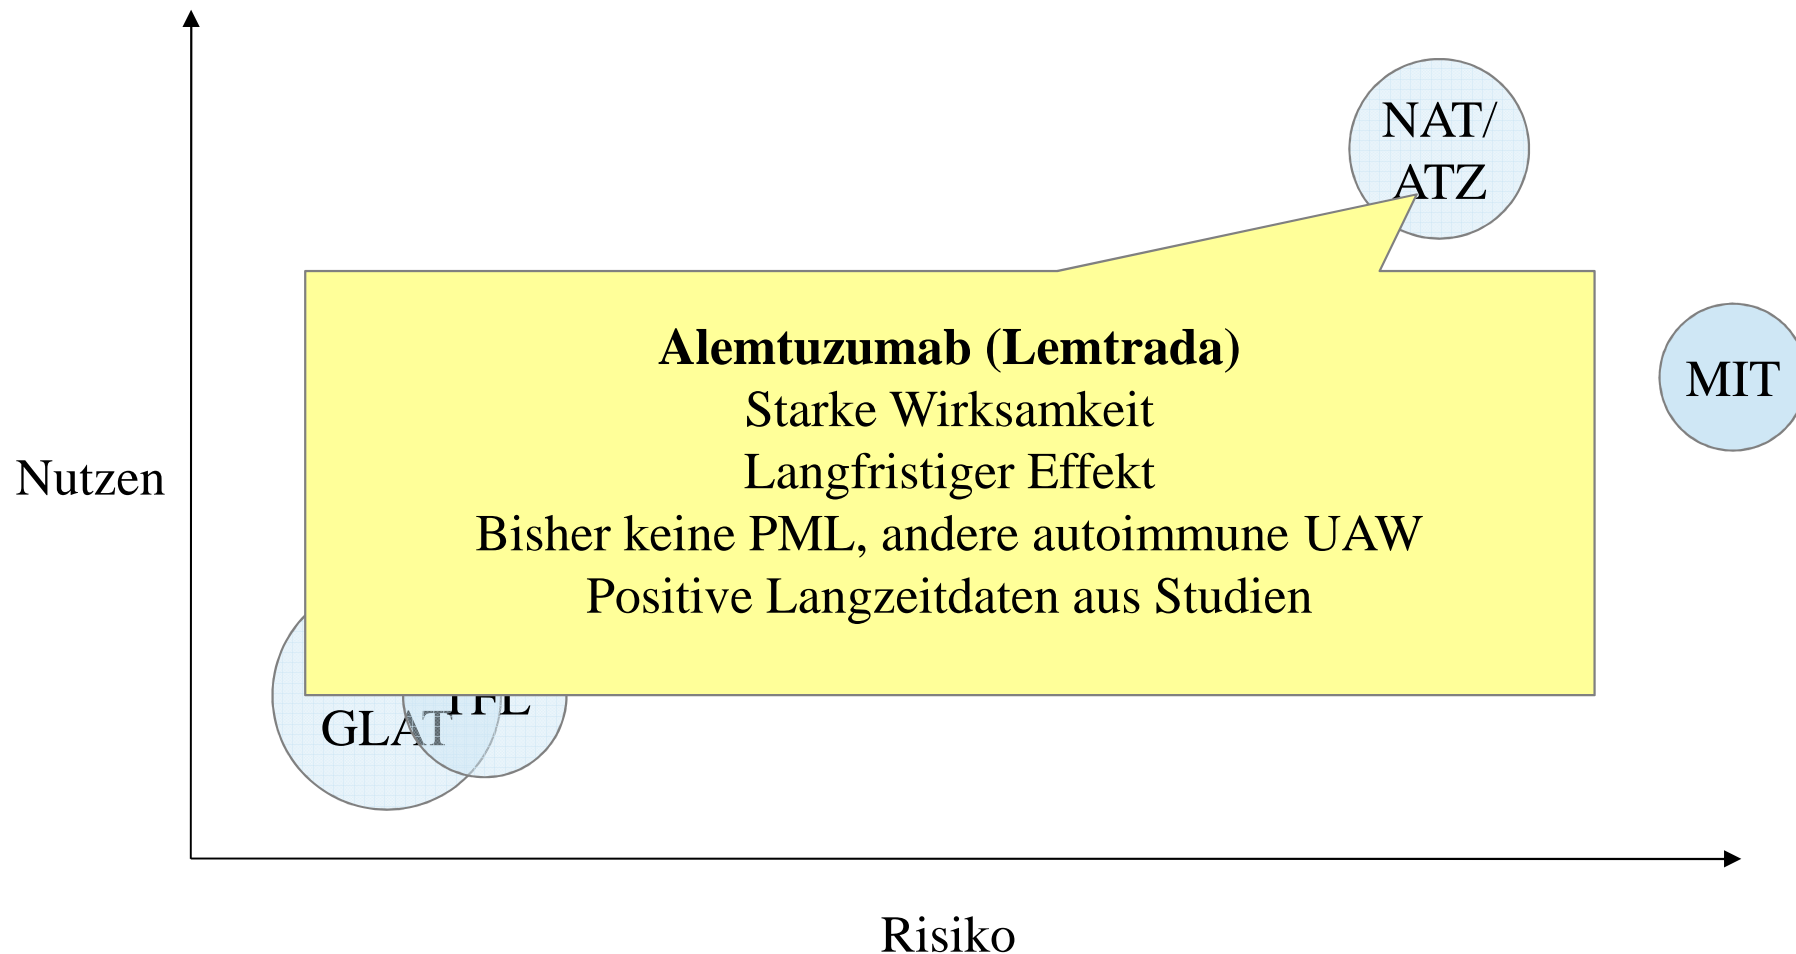 NAT/
ATZ
MIT
Alemtuzumab (Lemtrada)
Starke Wirksamkeit
Langfristiger Effekt
Bisher keine PML, andere autoimmune UAW
Positive Langzeitdaten aus Studien
Nutzen
GLAT
Risiko